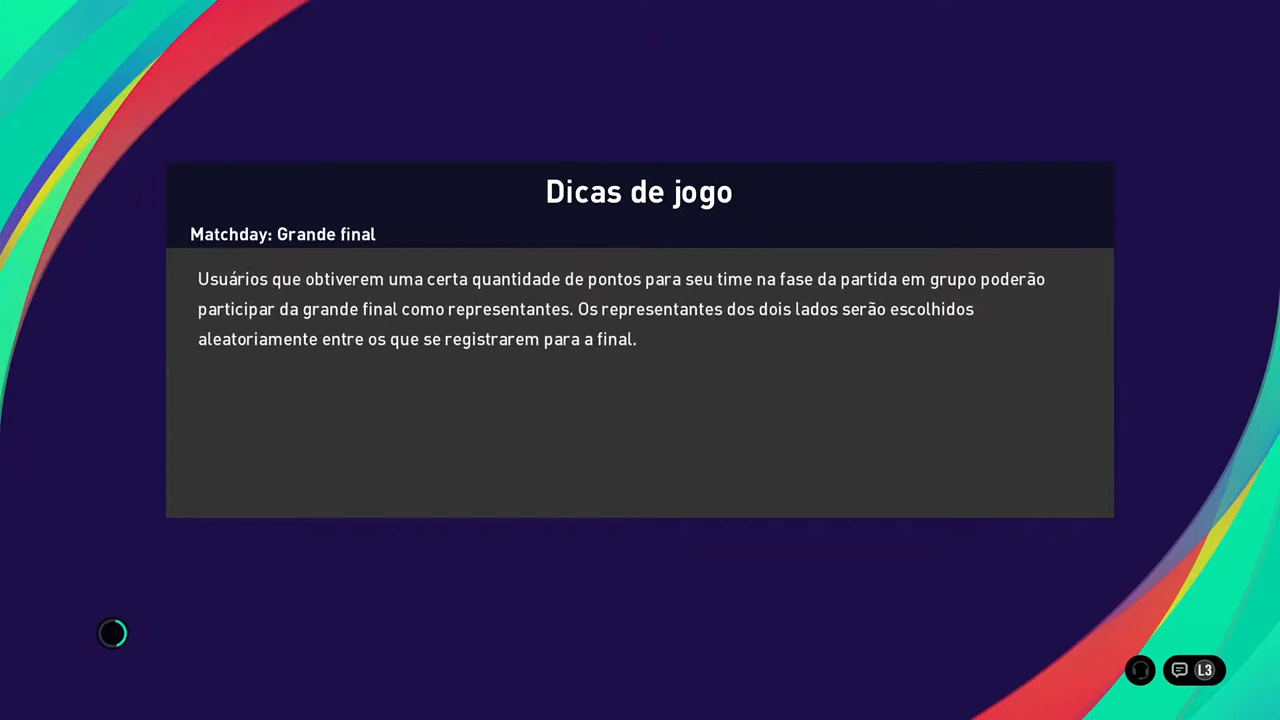 Dicas de jogo
Matchday: Grande final
Usuários que obtiverem uma certa quantidade de pontos para seu time na fase da partida em grupo poderão
participar da grande final como representantes. Os representantes dos dois lados serão escolhidos
aleatoriamente entre os que se registrarem para a final.
L3